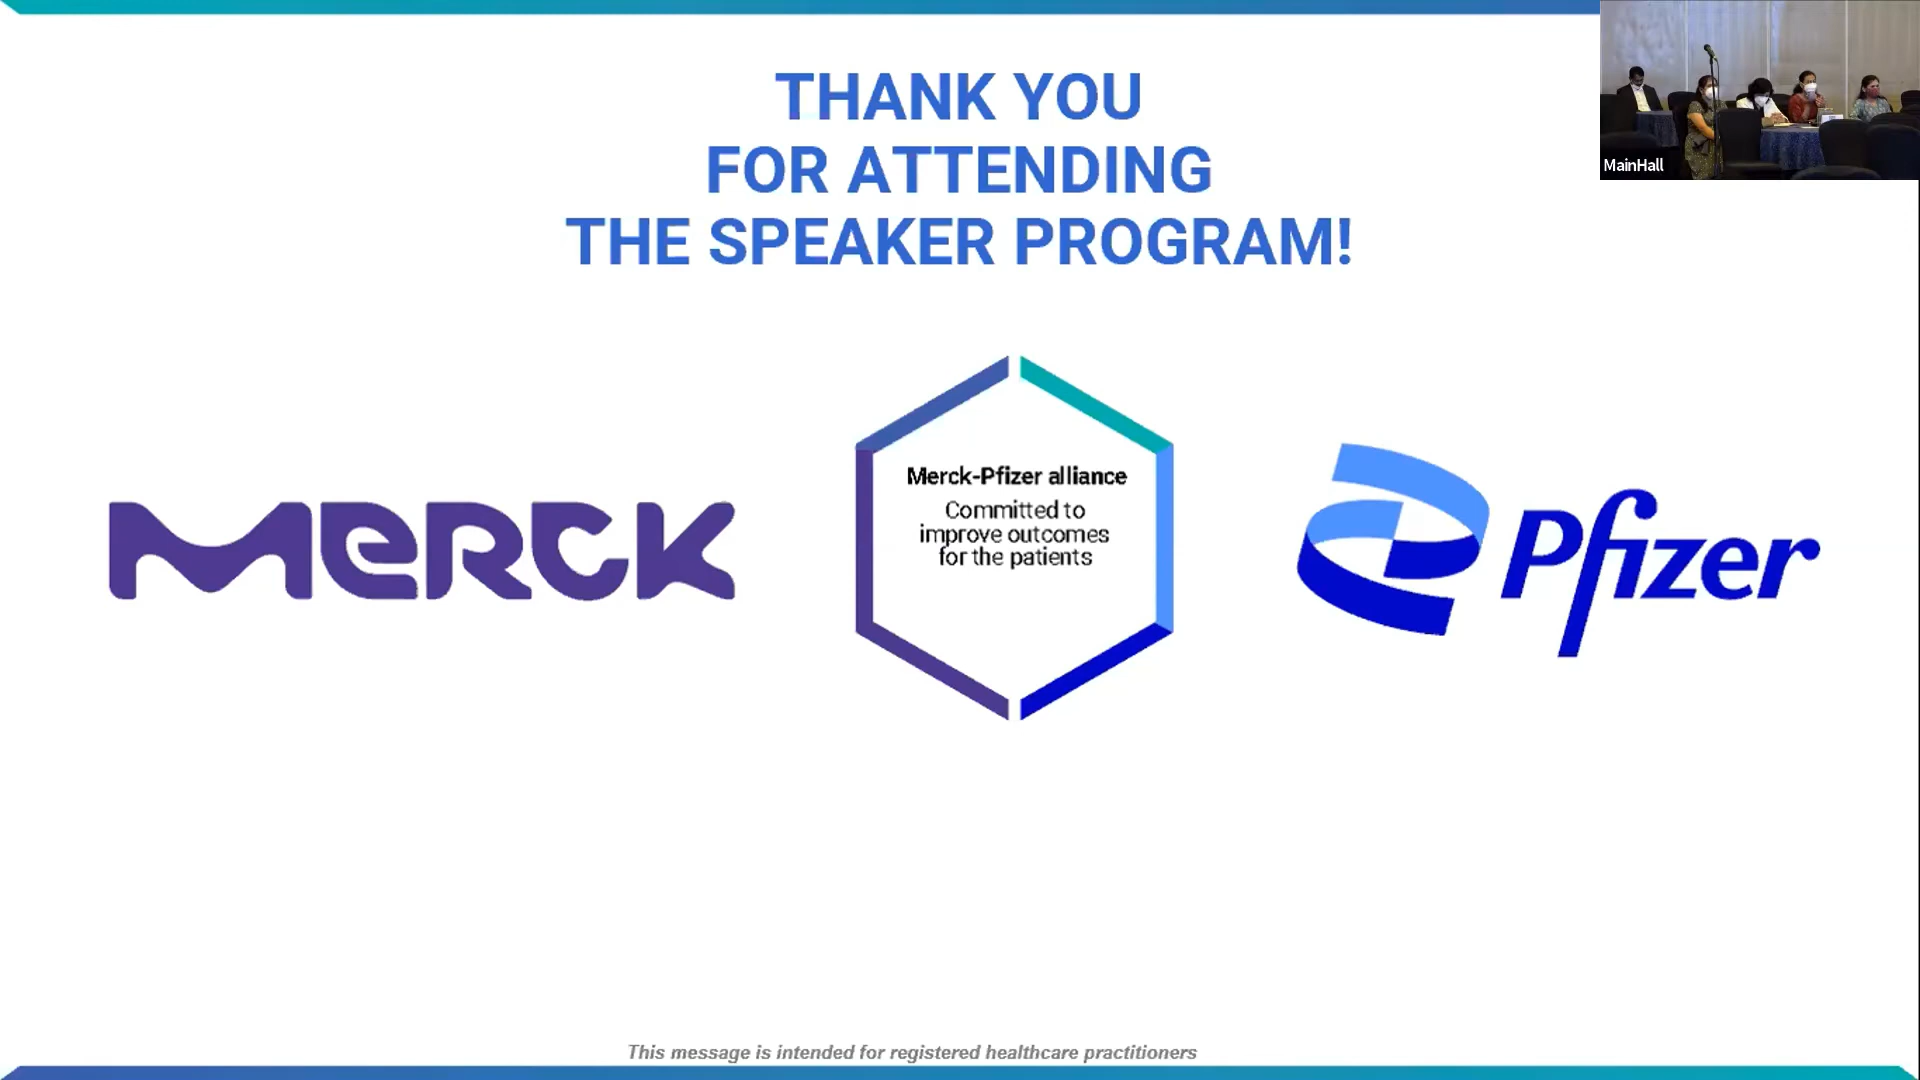 THANK YOU
FOR ATTENDING
THE SPEAKER PROGRAM!
MainHall
MERCK
Merck-Pfizer alliance
Committed to
improve outcomes
for the patients
Pfizer
This message is intended for registered healthcare practitioners